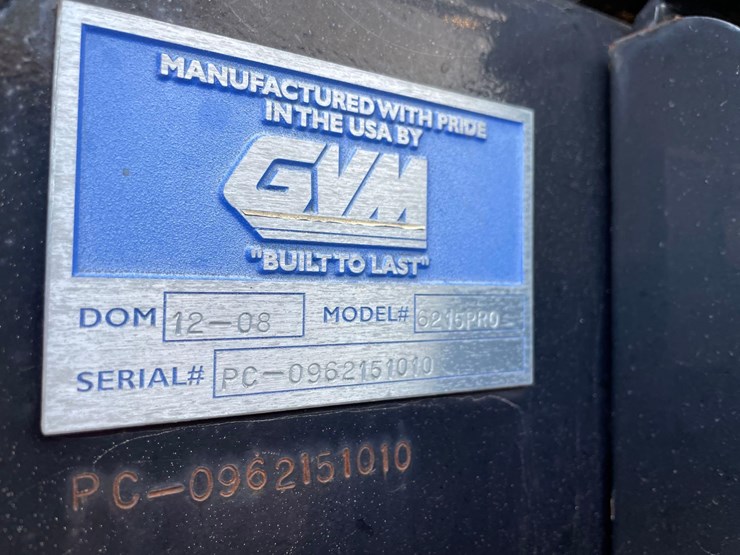 MANUFACTURED WITH PRIDE
IN THE USA BY
GVM
"BUILT TO LAST"
DOM 12-08 MODEL# 6215PRO
SERIAL# PC-0962151010
PC-0962151010